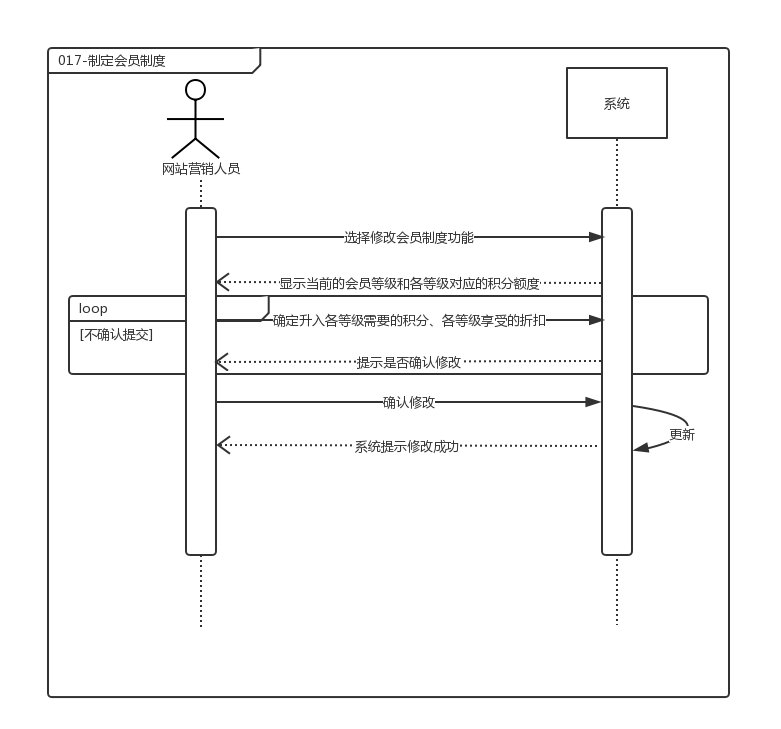 017-制定会员制度
系统
网站营销人员
选择修改会员制度功能
显示当前的会员等级和各等级对应的积分额度
loop
确定升入各等级需要的积分、各等级享受的折扣
[不确认提交]
提示是否确认修改
确认修改
更新
系统提示修改成功